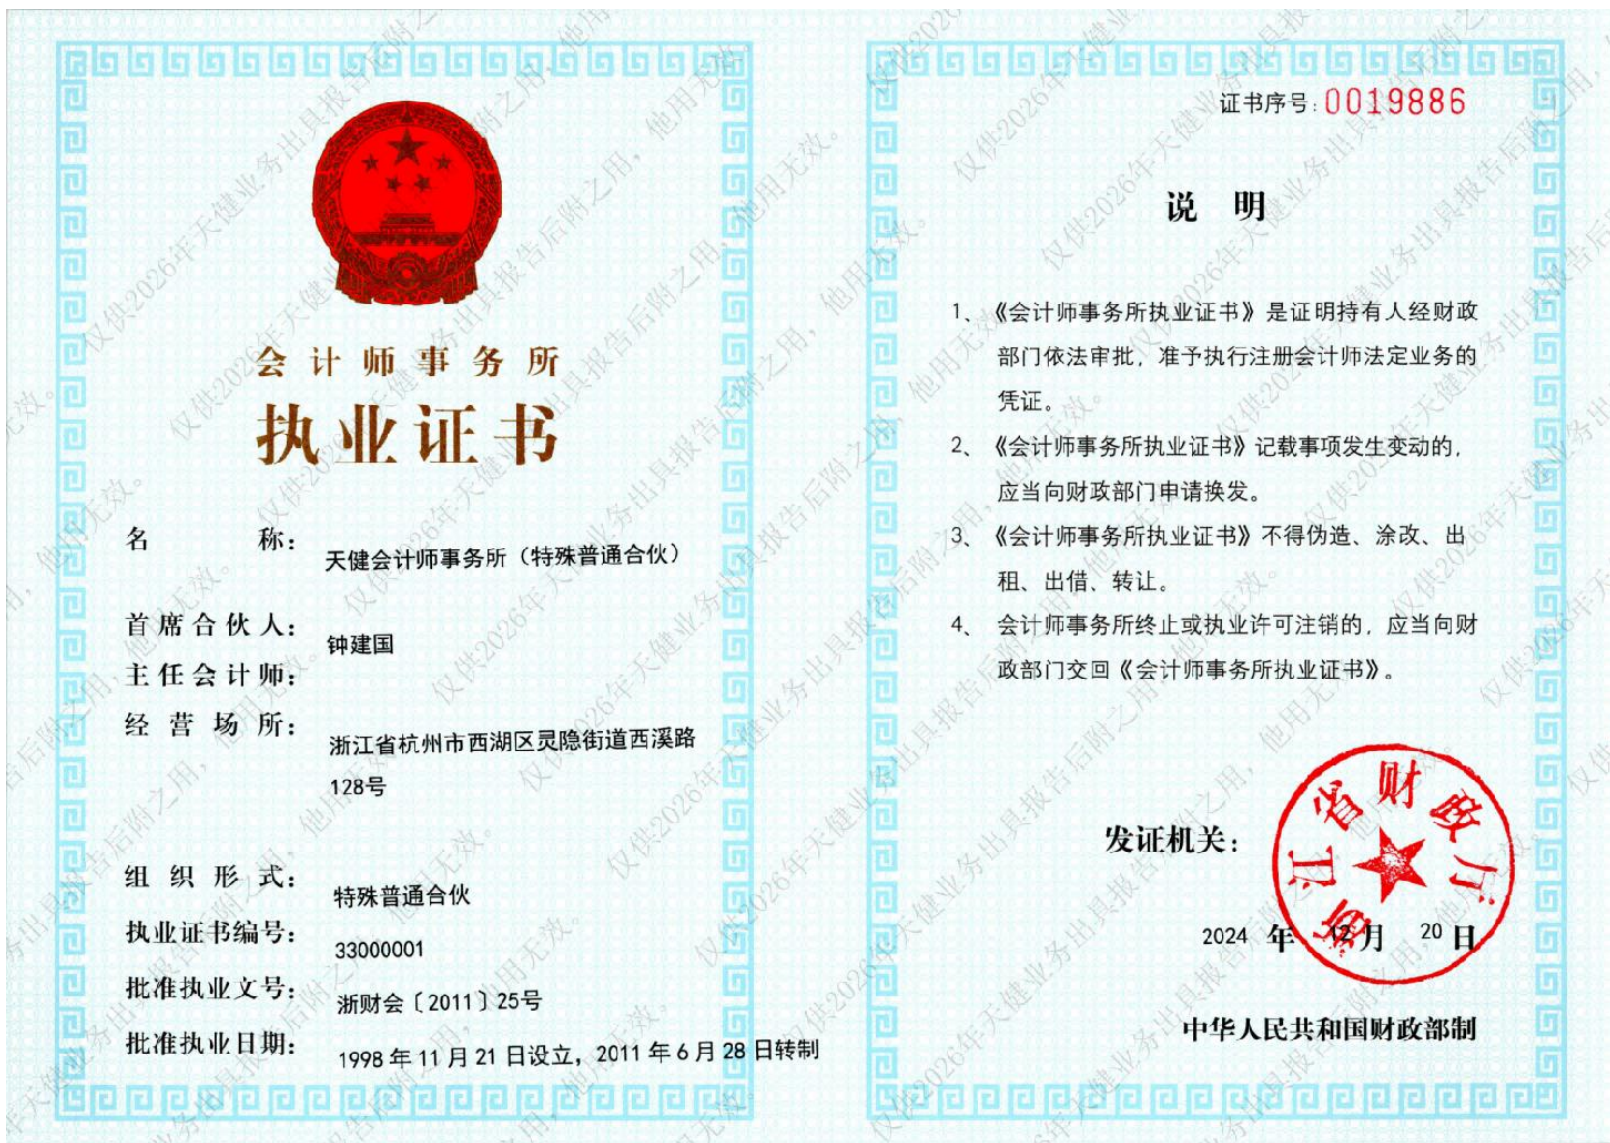 会计师事务所
执业证书
名称：
天健会计师事务所（特殊普通合伙）
首席合伙人：
钟建国
主任会计师：
经营场所：
浙江省杭州市西湖区灵隐街道西溪路
128号
组织形式：
特殊普通合伙
执业证书编号：
33000001
批准执业文号：
浙财会〔2011〕25号
批准执业日期：
1998年11月21日设立，2011年6月28日转制
证书序号：0019886
说明
1、《会计师事务所执业证书》是证明持有人经财政
部门依法审批，准予执行注册会计师法定业务的
凭证。
2、《会计师事务所执业证书》记载事项发生变动的，
应当向财政部门申请换发。
3、《会计师事务所执业证书》不得伪造、涂改、出
租、出借、转让。
4、会计师事务所终止或执业许可注销的，应当向财
政部门交回《会计师事务所执业证书》。
发证机关：
浙江省财政厅
2024年12月20日
中华人民共和国财政部制
仅供2026年天健业务出具报告后附之用，他用无效。